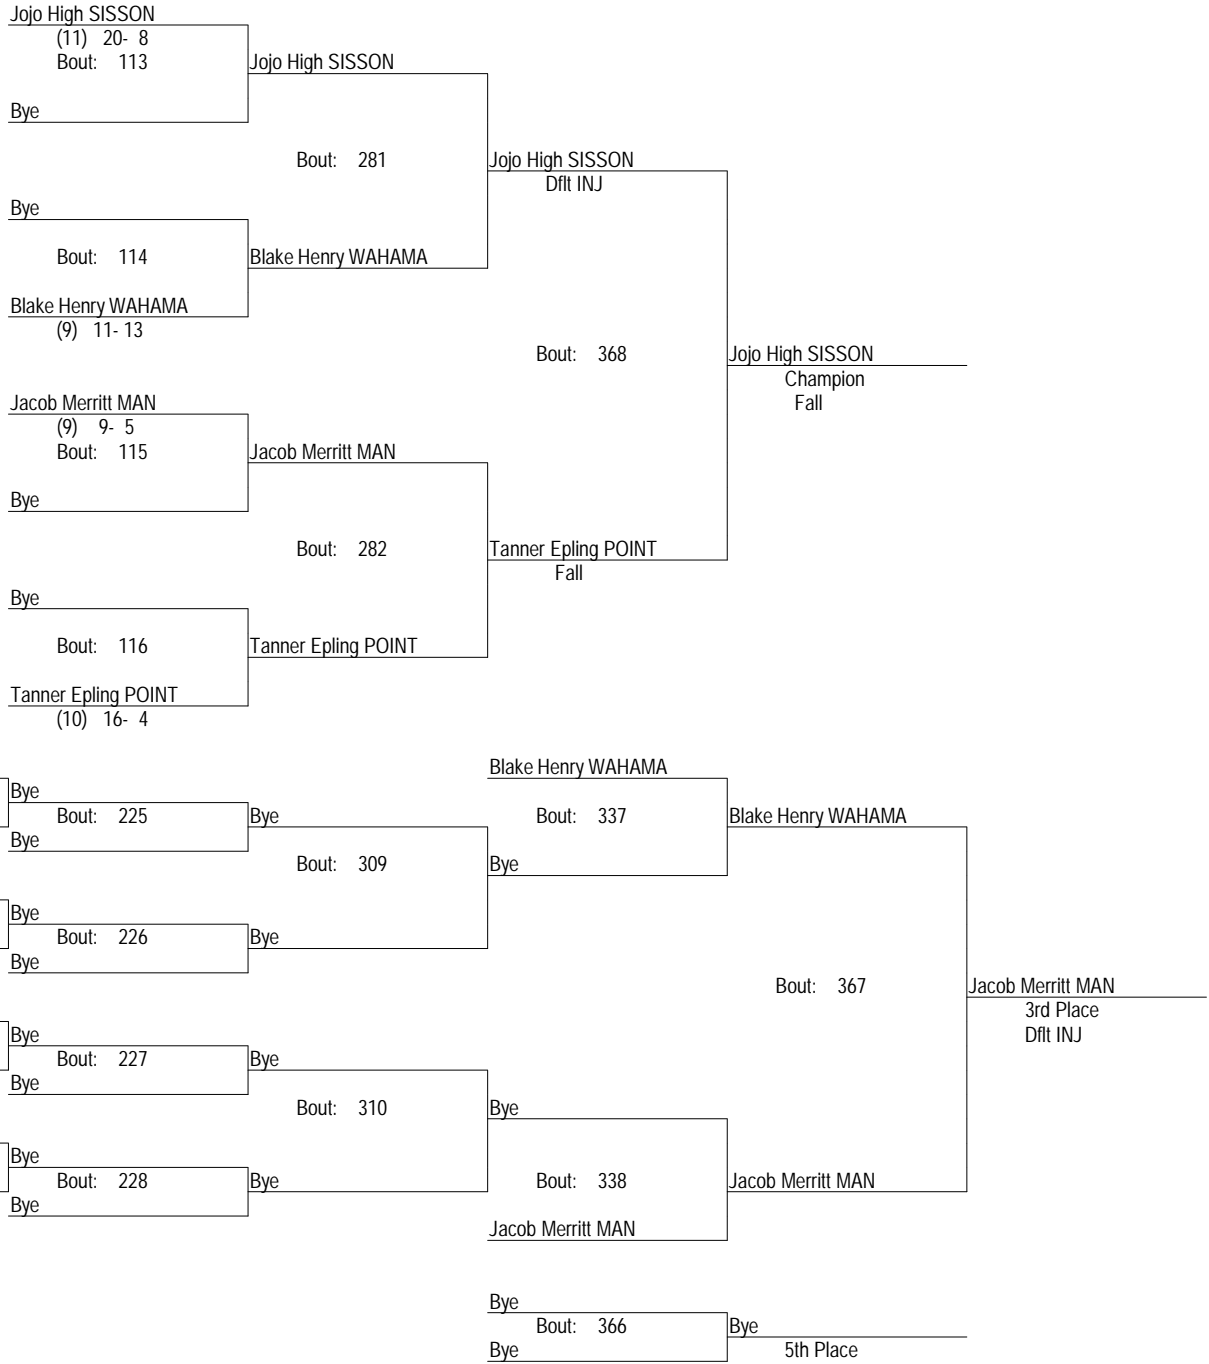 Jojo High SISSON
(11) 20- 8
Bout: 113
Jojo High SISSON
Bye
Bout: 281
Jojo High SISSON
Dflt INJ
Bye
Bout: 114
Blake Henry WAHAMA
Blake Henry WAHAMA
(9) 11- 13
Bout: 368
Jojo High SISSON
Champion
Fall
Jacob Merritt MAN
(9) 9- 5
Bout: 115
Jacob Merritt MAN
Bye
Bout: 282
Tanner Epling POINT
Fall
Bye
Bout: 116
Tanner Epling POINT
Tanner Epling POINT
(10) 16- 4
Blake Henry WAHAMA
Bye
Bout: 225
Bye
Bout: 337
Blake Henry WAHAMA
Bye
Bout: 309
Bye
Bye
Bout: 226
Bye
Bye
Bout: 367
Jacob Merritt MAN
3rd Place
Dflt INJ
Bye
Bout: 227
Bye
Bye
Bout: 310
Bye
Bye
Bout: 228
Bye
Bout: 338
Jacob Merritt MAN
Bye
Jacob Merritt MAN
Bye
Bout: 366
Bye
Bye
5th Place